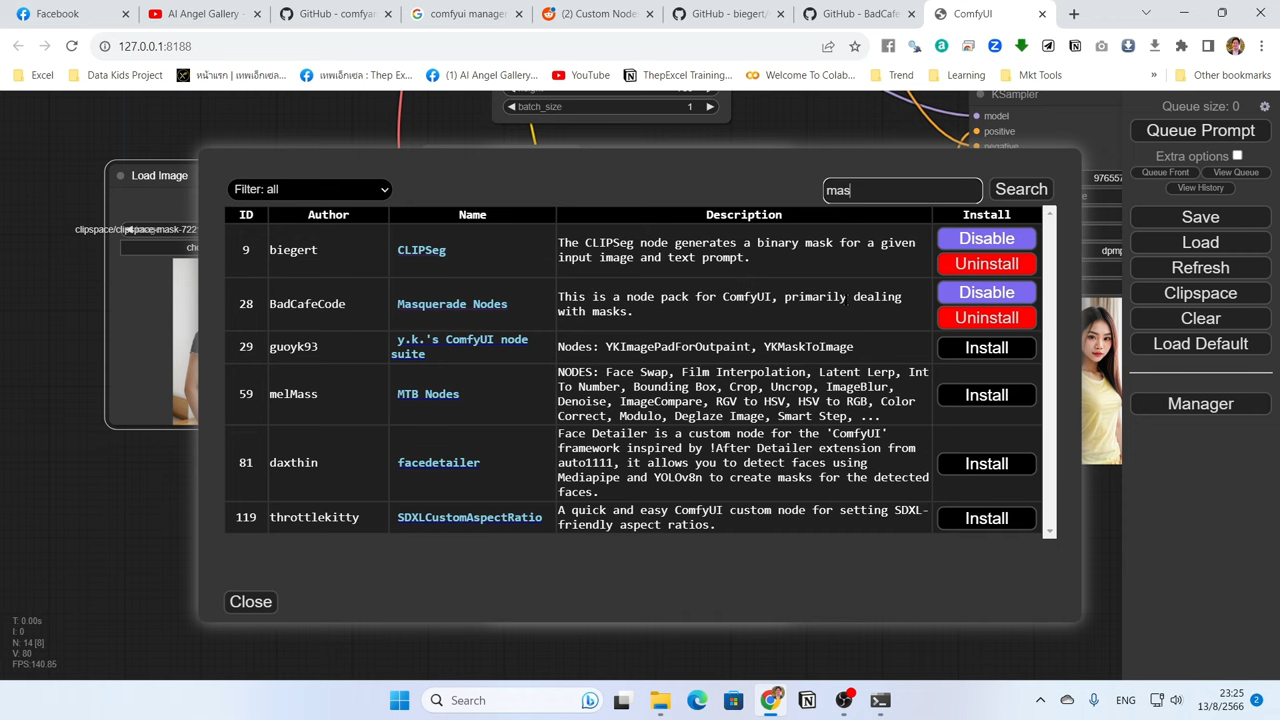 Facebook
AI Angel Gallery -
GitHub - comfyan
comfyui manager
(2) Custom Node
GitHub - biegert/
GitHub - BadCafe
ComfyUI
127.0.0.1:8188
Excel
Data Kids Project
หน้าแรก | เทพเอ็กเซล...
เทพเอ็กเซล : Thep Ex...
(1) AI Angel Gallery...
YouTube
ThepExcel Training...
Welcome To Colab...
Trend
Learning
Mkt Tools
»
Other bookmarks
batch_size
1
KSampler
model
positive
negative
Queue size: 0
Queue Prompt
Extra options
Queue Front
View Queue
View History
Save
Load
Refresh
Clipspace
Clear
Load Default
Manager
Load Image
clipspace/clipspace-mask-722
976557
dpmp
Filter: all
mas
Search
ID Author Name Description Install
9 biegert CLIPSeg The CLIPSeg node generates a binary mask for a given
input image and text prompt.
Disable
Uninstall
28 BadCafeCode Masquerade Nodes This is a node pack for ComfyUI, primarily dealing
with masks.
Disable
Uninstall
29 guoyk93 y.k.'s ComfyUI node
suite
Nodes: YKImagePadForOutpaint, YKMaskToImage
Install
59 melMass MTB Nodes
NODES: Face Swap, Film Interpolation, Latent Lerp, Int
To Number, Bounding Box, Crop, Uncrop, ImageBlur,
Denoise, ImageCompare, RGV to HSV, HSV to RGB, Color
Correct, Modulo, Deglaze Image, Smart Step, ...
Install
81 daxthin facedetailer
Face Detailer is a custom node for the 'ComfyUI'
framework inspired by !After Detailer extension from
auto1111, it allows you to detect faces using
Mediapipe and YOLOv8n to create masks for the detected
faces.
Install
119 throttlekitty SDXLCustomAspectRatio
A quick and easy ComfyUI custom node for setting SDXL-
friendly aspect ratios.
Install
Close
T: 0.00s
I: 0
N: 14 [8]
V: 80
FPS:140.85
Search
ENG
23:25
13/8/2566
2